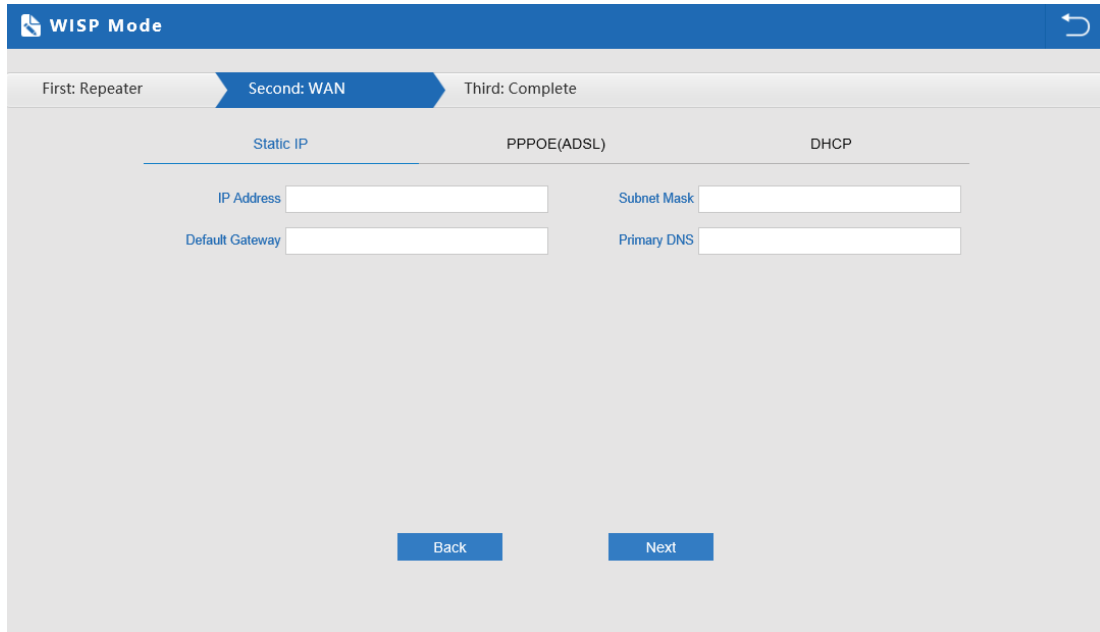 WISP Mode
First: Repeater Second: WAN Third: Complete
Static IP PPPOE(ADSL) DHCP
IP Address Subnet Mask
Default Gateway Primary DNS
Back Next